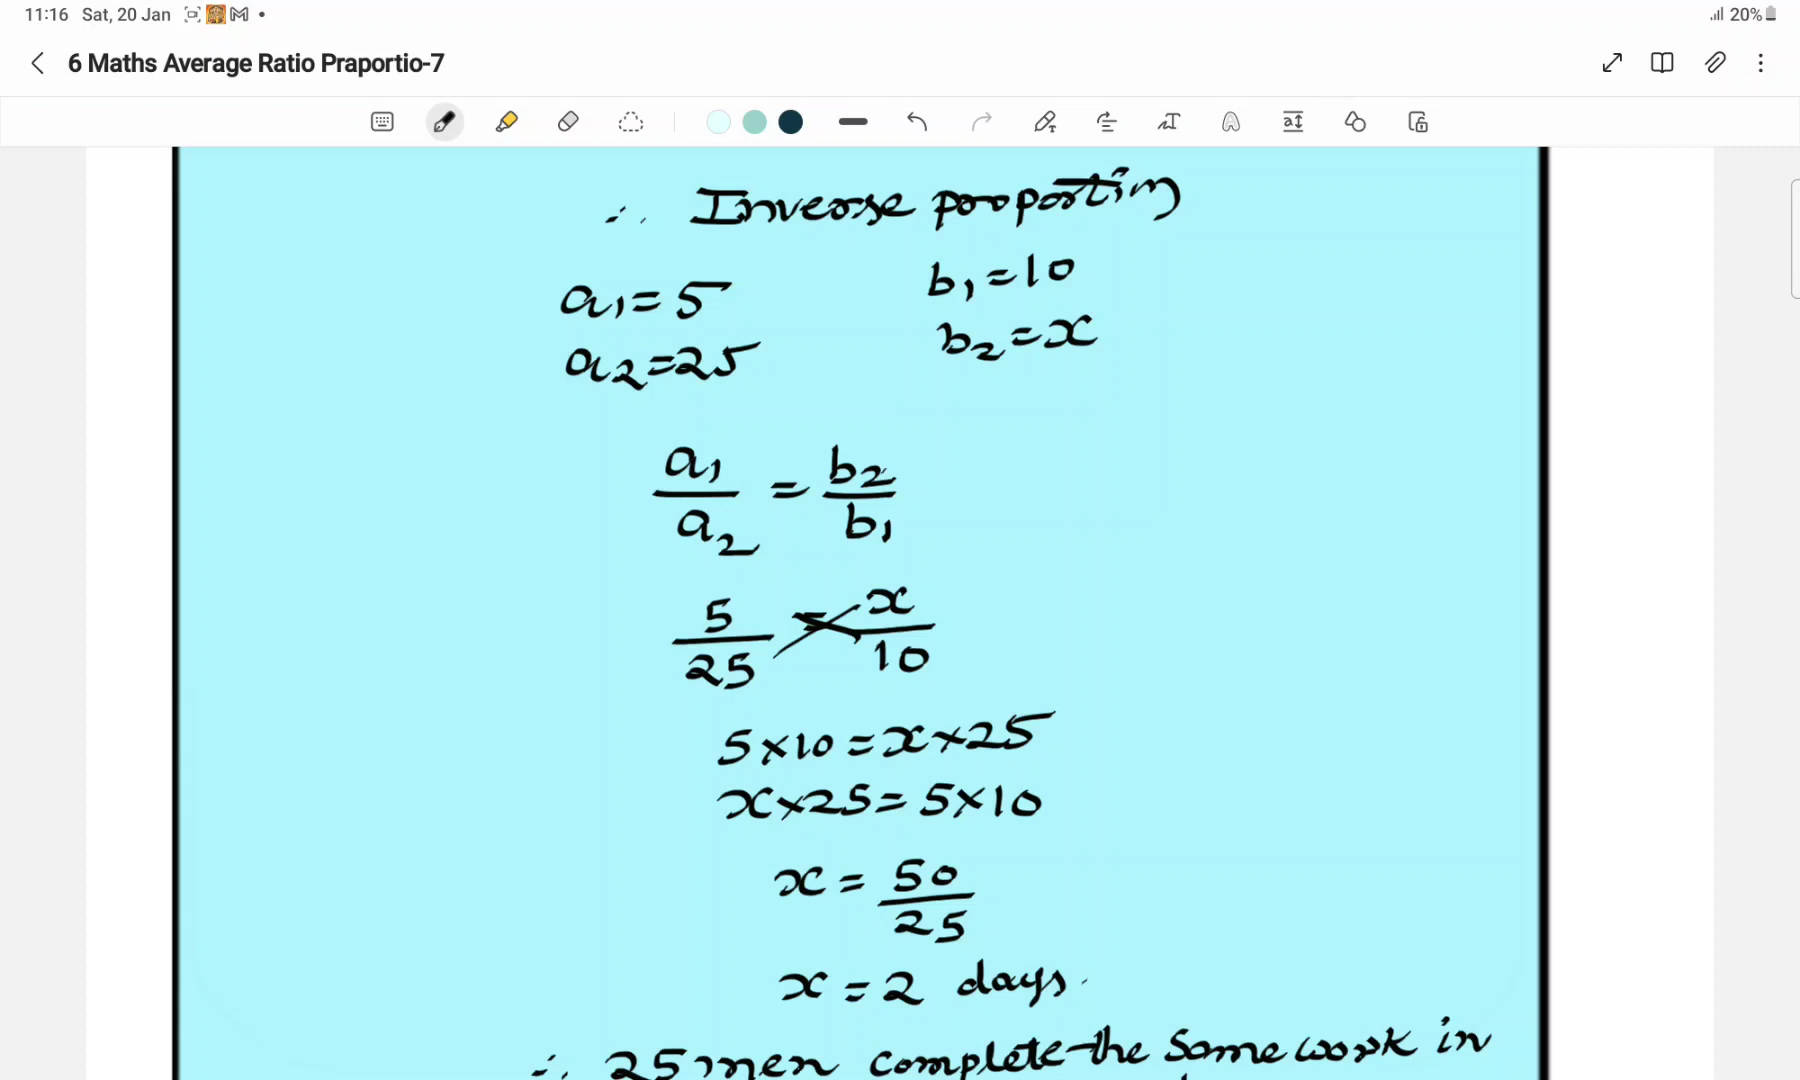 11:16 Sat, 20 Jan
20%
6 Maths Average Ratio Praportio-7
∴ Inverse proportion
a₁=5 b₁=10
a₂=25 b₂=x
a₁/a₂ = b₂/b₁
5/25 = x/10
5×10=x×25
x×25=5×10
x = 50/25
x = 2 days.
∴ 25 men complete the same work in